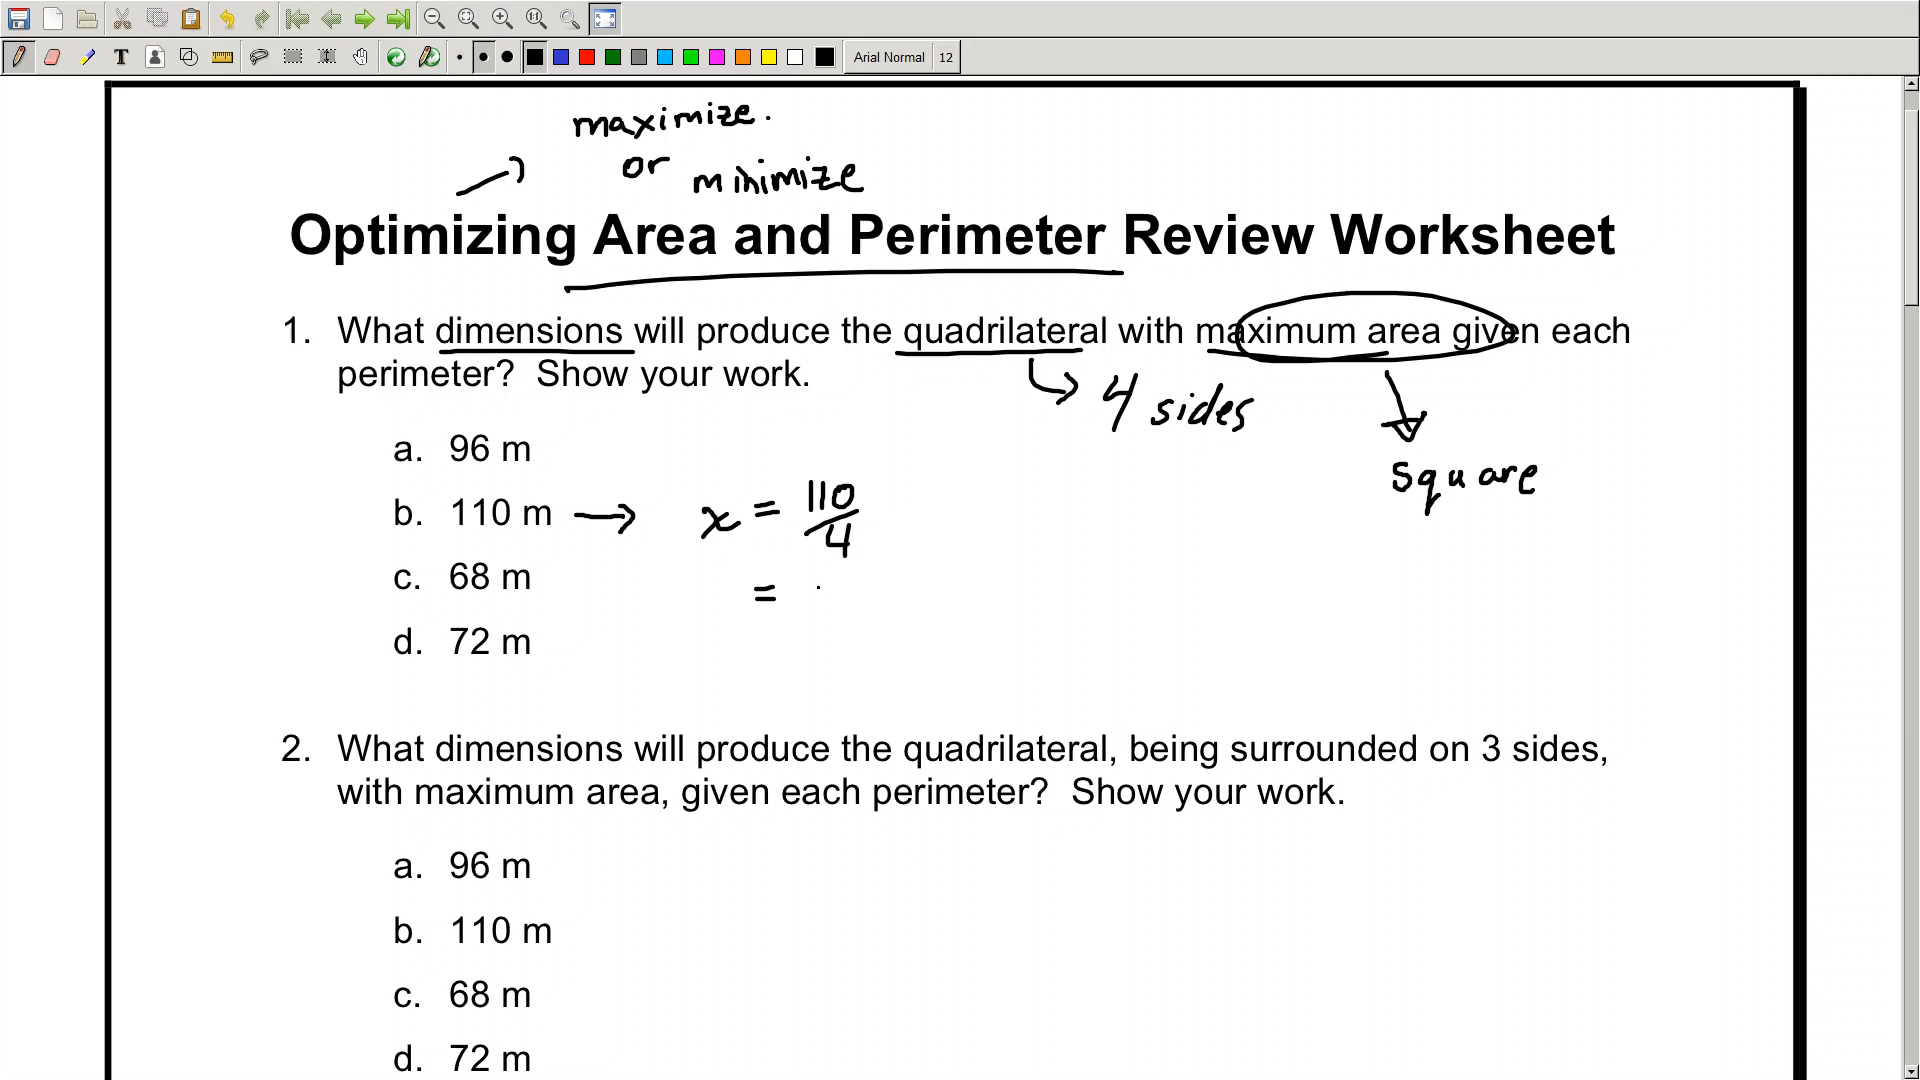 Arial Normal 12
maximize.
or minimize
Optimizing Area and Perimeter Review Worksheet
1. What dimensions will produce the quadrilateral with maximum area given each
perimeter? Show your work.
4 sides
square
a. 96 m
b. 110 m → x = 110/4
=
c. 68 m
d. 72 m
2. What dimensions will produce the quadrilateral, being surrounded on 3 sides,
with maximum area, given each perimeter? Show your work.
a. 96 m
b. 110 m
c. 68 m
d. 72 m